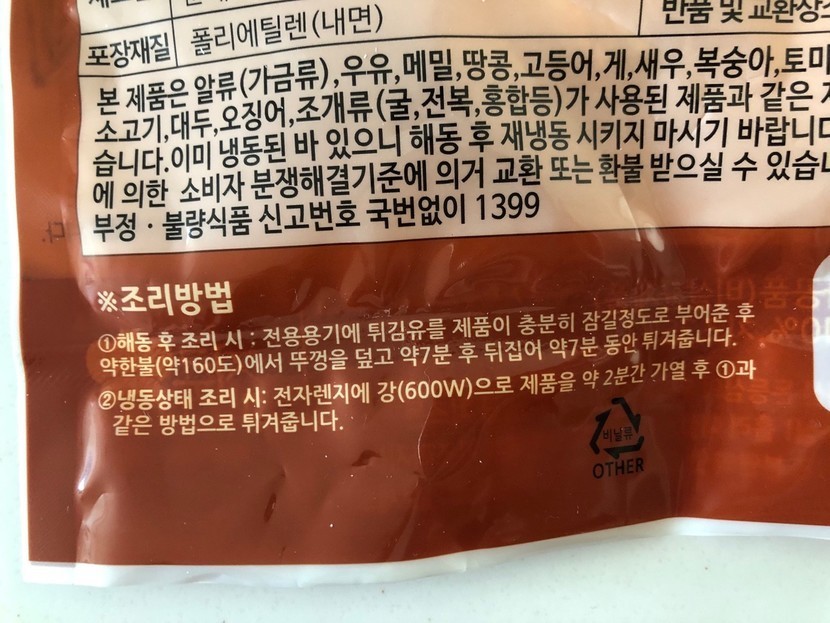 포장재질 폴리에틸렌(내면)
반품 및 교환장소
본 제품은 알류(가금류),우유,메밀,땅콩,고등어,게,새우,복숭아,토마
소고기,대두,오징어,조개류(굴,전복,홍합등)가 사용된 제품과 같은
습니다.이미 냉동된 바 있으니 해동 후 재냉동 시키지 마시기 바랍니다
에 의한 소비자 분쟁해결기준에 의거 교환 또는 환불 받으실 수 있습니
부정 · 불량식품 신고번호 국번없이 1399
※조리방법
①해동 후 조리 시 : 전용용기에 튀김유를 제품이 충분히 잠길정도로 부어준 후
약한불(약160도)에서 뚜껑을 덮고 약7분 후 뒤집어 약7분 동안 튀겨줍니다.
②냉동상태 조리 시: 전자렌지에 강(600W)으로 제품을 약 2분간 가열 후 ①과
같은 방법으로 튀겨줍니다.
비닐류
OTHER